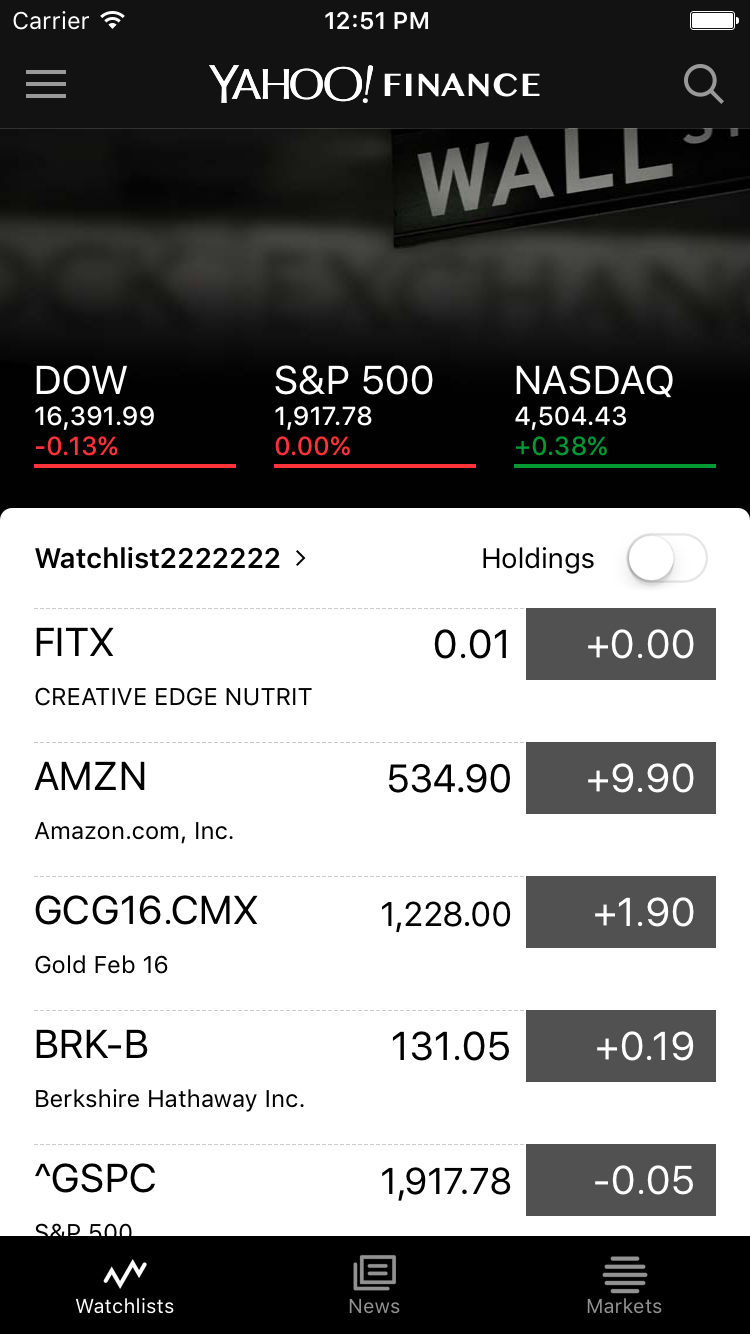 Carrier 12:51 PM
YAHOO! FINANCE
WALL ST
OCK EXCHAN
DOW S&P 500 NASDAQ
16,391.99 1,917.78 4,504.43
-0.13% 0.00% +0.38%
Watchlist2222222 > Holdings
FITX 0.01 +0.00
CREATIVE EDGE NUTRIT
AMZN 534.90 +9.90
Amazon.com, Inc.
GCG16.CMX 1,228.00 +1.90
Gold Feb 16
BRK-B 131.05 +0.19
Berkshire Hathaway Inc.
^GSPC 1,917.78 -0.05
S&P 500
Watchlists News Markets